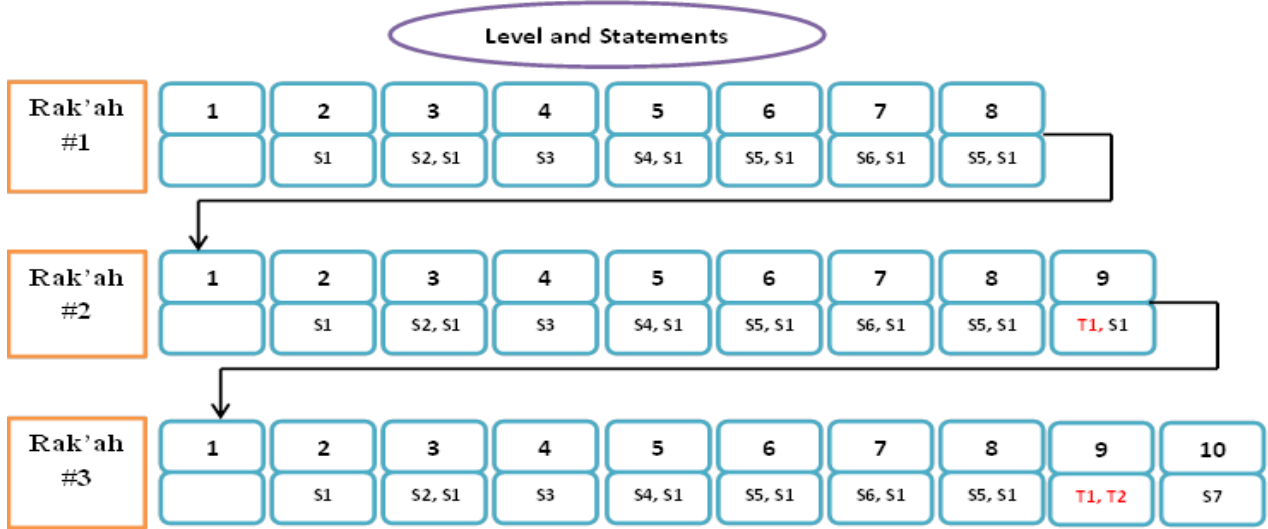 Level and Statements
Rak'ah
#1
1 2 3 4 5 6 7 8
S1 S2, S1 S3 S4, S1 S5, S1 S6, S1 S5, S1
Rak'ah
#2
1 2 3 4 5 6 7 8 9
S1 S2, S1 S3 S4, S1 S5, S1 S6, S1 S5, S1 T1, S1
Rak'ah
#3
1 2 3 4 5 6 7 8 9 10
S1 S2, S1 S3 S4, S1 S5, S1 S6, S1 S5, S1 T1, T2 S7